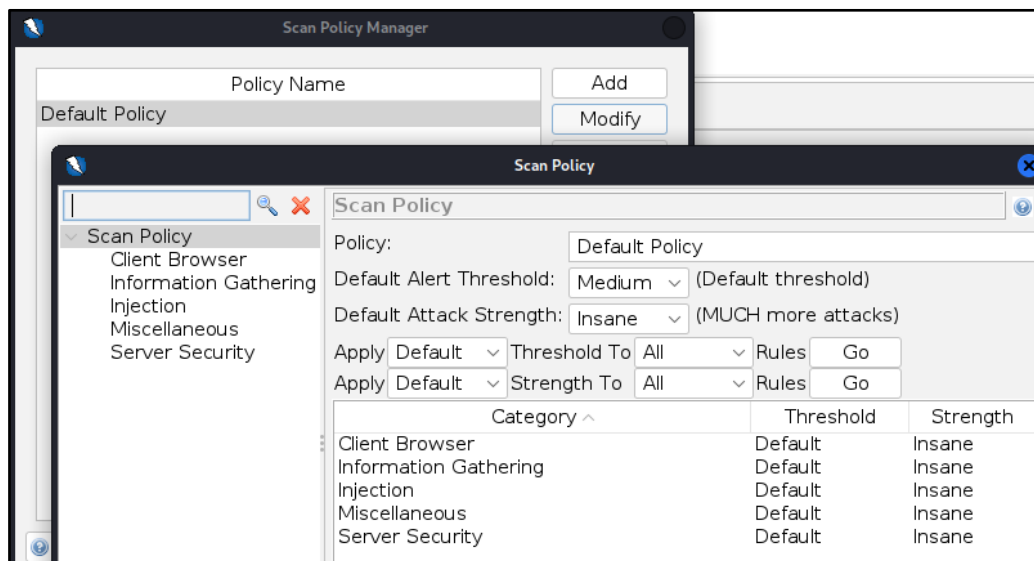 Scan Policy Manager
Policy Name
Add
Default Policy
Modify
Scan Policy
Scan Policy
Scan Policy
Client Browser
Information Gathering
Injection
Miscellaneous
Server Security
Policy: Default Policy
Default Alert Threshold: Medium (Default threshold)
Default Attack Strength: Insane (MUCH more attacks)
Apply Default Threshold To All Rules Go
Apply Default Strength To All Rules Go
Category Threshold Strength
Client Browser Default Insane
Information Gathering Default Insane
Injection Default Insane
Miscellaneous Default Insane
Server Security Default Insane